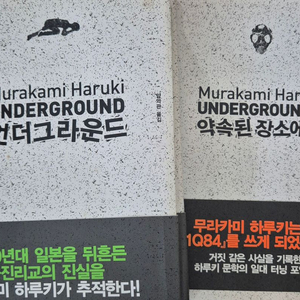 Murakami Haruki
UNDERGROUND
언더그라운드
년대 일본을 뒤흔든
진리교의 진실을
미 하루키가 추적한다!
Murakami Har
UNDERGROUN
약속된 장소에
무라카미 하루키는
1Q84」를 쓰게 되었
거짓 같은 사실을 기록한
하루키 문학의 일대 터닝 포